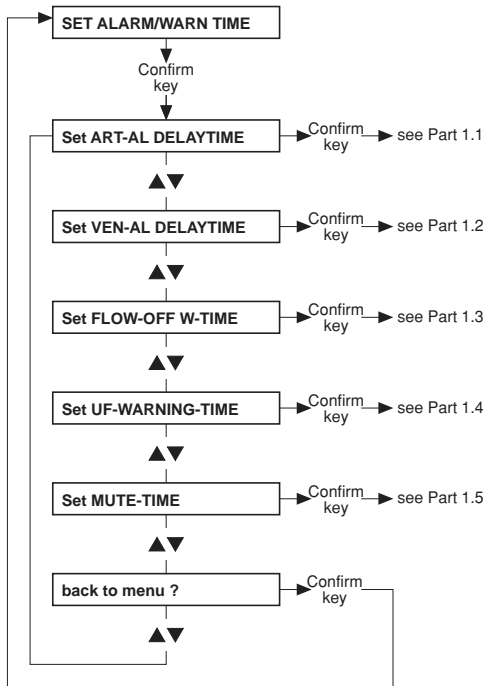 SET ALARM/WARN TIME
Confirm
key
Set ART-AL DELAYTIME
Confirm
key
see Part 1.1
▲▼
Set VEN-AL DELAYTIME
Confirm
key
see Part 1.2
▲▼
Set FLOW-OFF W-TIME
Confirm
key
see Part 1.3
▲▼
Set UF-WARNING-TIME
Confirm
key
see Part 1.4
▲▼
Set MUTE-TIME
Confirm
key
see Part 1.5
▲▼
back to menu ?
Confirm
key
▲▼